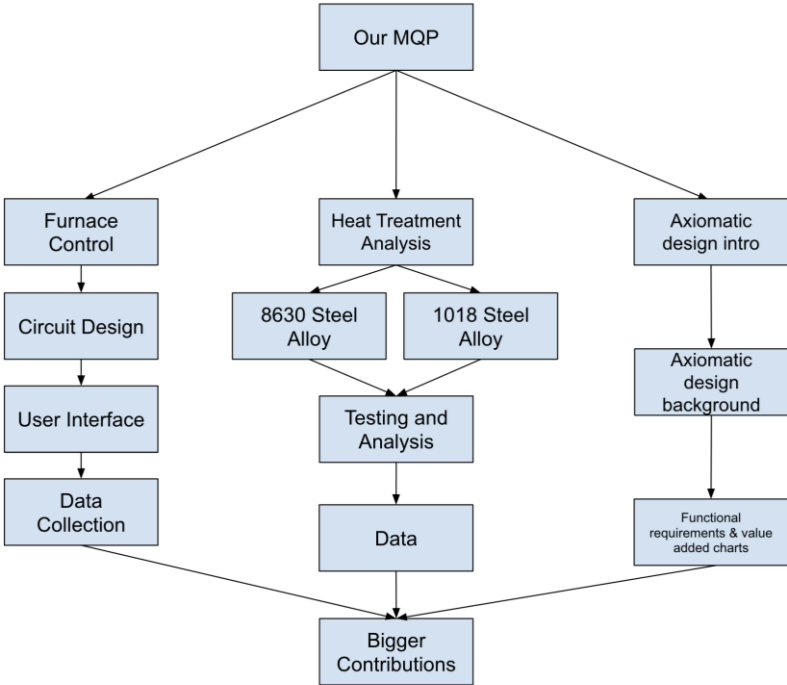 Our MQP
Furnace
Control
Heat Treatment
Analysis
Axiomatic
design intro
Circuit Design
8630 Steel
Alloy
1018 Steel
Alloy
Axiomatic
design
background
User Interface
Testing and
Analysis
Data
Collection
Data
Functional
requirements & value
added charts
Bigger
Contributions